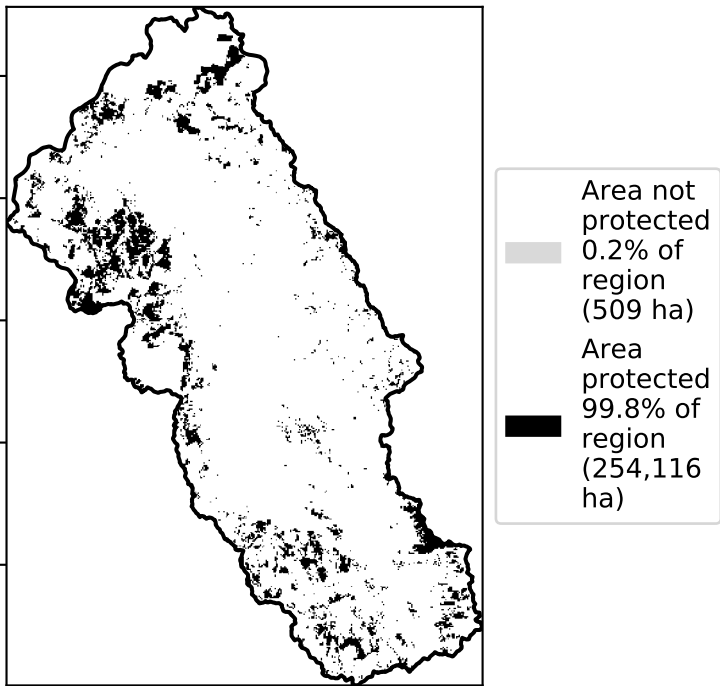 Area not
protected
0.2% of
region
(509 ha)
Area
protected
99.8% of
region
(254,116
ha)